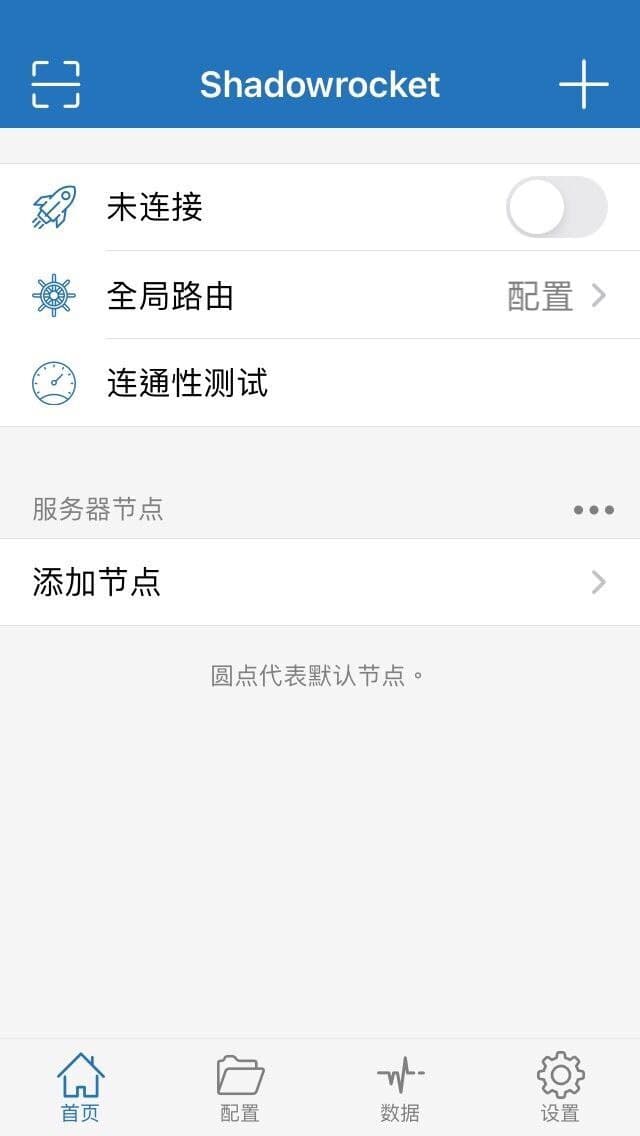 Shadowrocket
未连接
全局路由 配置
连通性测试
服务器节点
添加节点
圆点代表默认节点。
首页 配置 数据 设置